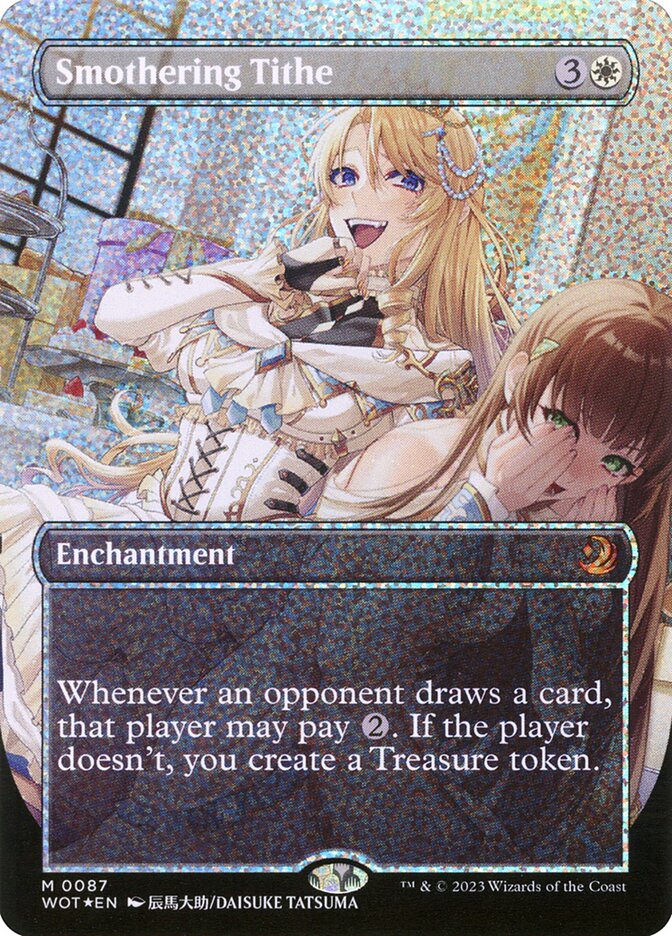 Smothering Tithe 3
Enchantment
Whenever an opponent draws a card,
that player may pay 2. If the player
doesn't, you create a Treasure token.
M 0087
WOT★EN 辰馬大助/DAISUKE TATSUMA
™ & © 2023 Wizards of the Coast